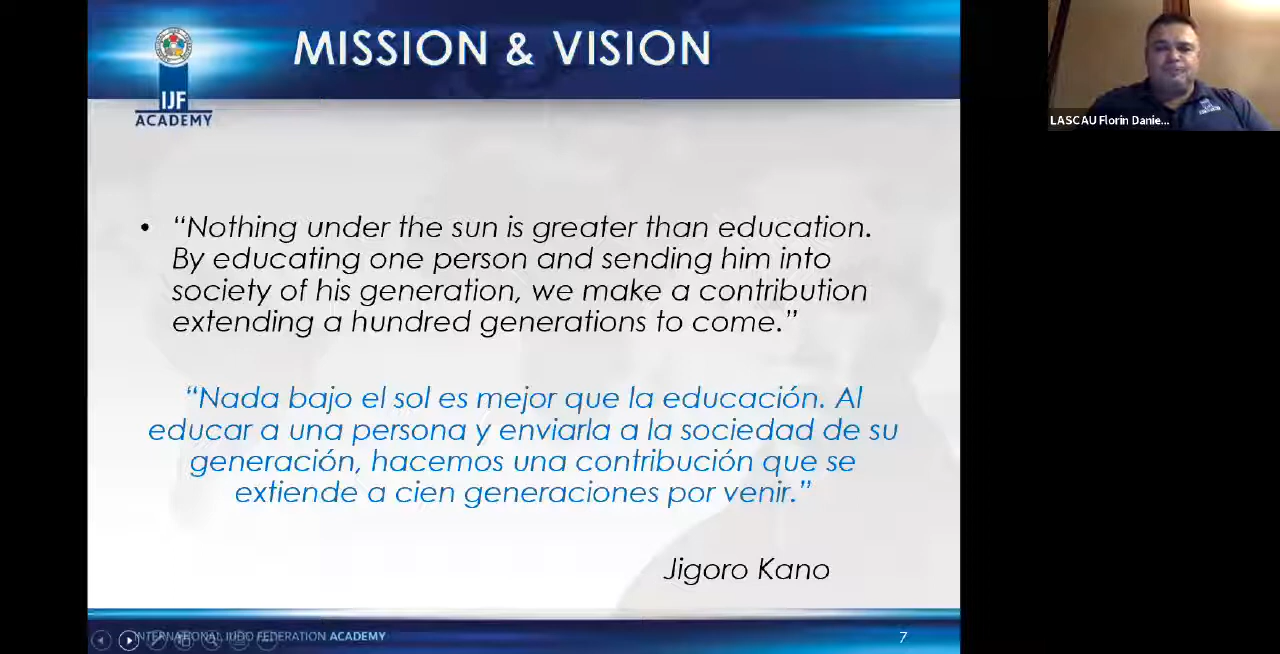 MISSION & VISION
IJF
ACADEMY
LASCAU Florin Danie...
• “Nothing under the sun is greater than education.
By educating one person and sending him into
society of his generation, we make a contribution
extending a hundred generations to come.”
“Nada bajo el sol es mejor que la educación. Al
educar a una persona y enviarla a la sociedad de su
generación, hacemos una contribución que se
extiende a cien generaciones por venir.”
Jigoro Kano
INTERNATIONAL JUDO FEDERATION ACADEMY
7